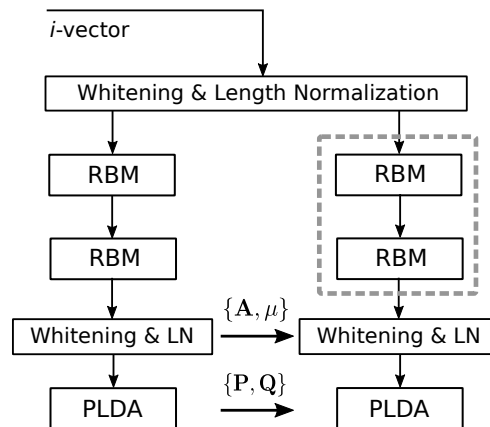 i-vector
Whitening & Length Normalization
RBM
RBM
RBM
RBM
{A, μ}
Whitening & LN
Whitening & LN
{P, Q}
PLDA
PLDA